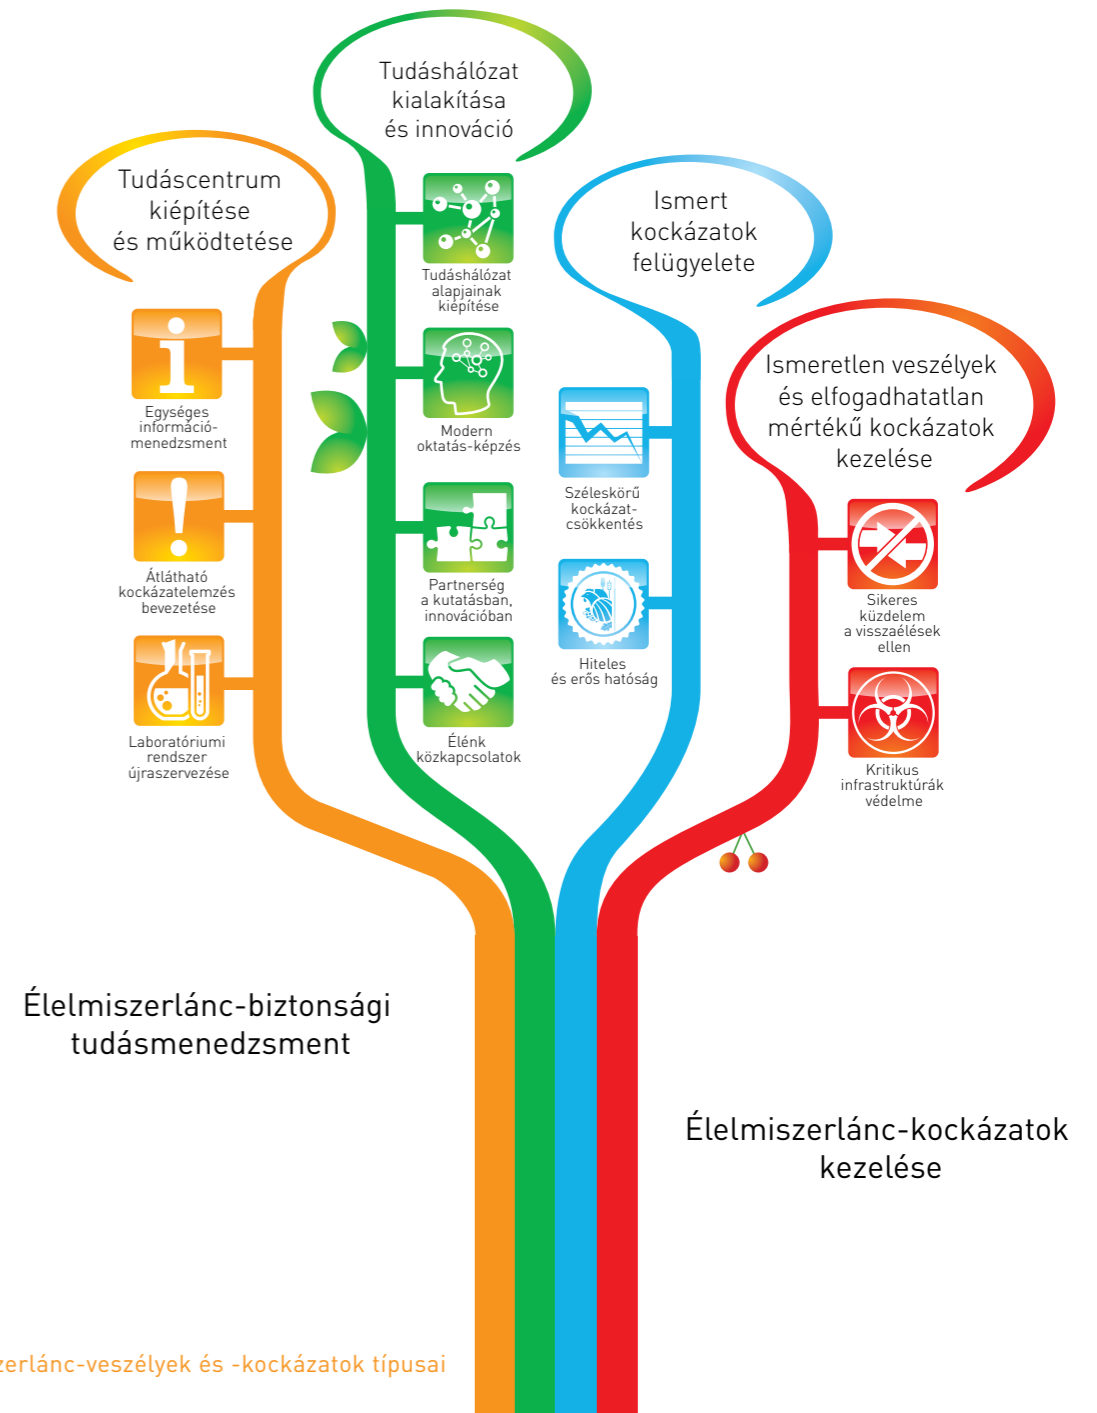 Tudáshálózat
kialakítása
és innováció
Tudáscentrum
kiépítése
és működtetése
Ismert
kockázatok
felügyelete
Ismeretlen veszélyek
és elfogadhatatlan
mértékű kockázatok
kezelése
Egységes
információ-
menedzsment
Átlátható
kockázatelemzés
bevezetése
Laboratóriumi
rendszer
újraszervezése
Tudáshálózat
alapjainak
kiépítése
Modern
oktatás-képzés
Partnerség
a kutatásban,
innovációban
Élénk
közkapcsolatok
Széleskörű
kockázat-
csökkentés
Hiteles
és erős hatóság
Sikeres
küzdelem
a visszaélések
ellen
Kritikus
infrastruktúrák
védelme
Élelmiszerlánc-biztonsági
tudásmenedzsment
Élelmiszerlánc-kockázatok
kezelése
zerlánc-veszélyek és -kockázatok típusai